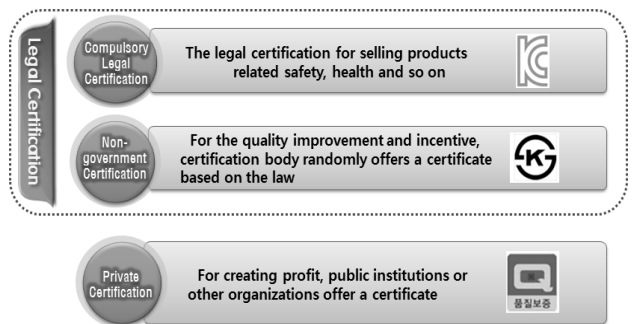 Legal Certification
Compulsory
Legal
Certification
The legal certification for selling products
related safety, health and so on
KC
Non-
government
Certification
For the quality improvement and incentive,
certification body randomly offers a certificate
based on the law
K
Private
Certification
For creating profit, public institutions or
other organizations offer a certificate
Q
품질보증